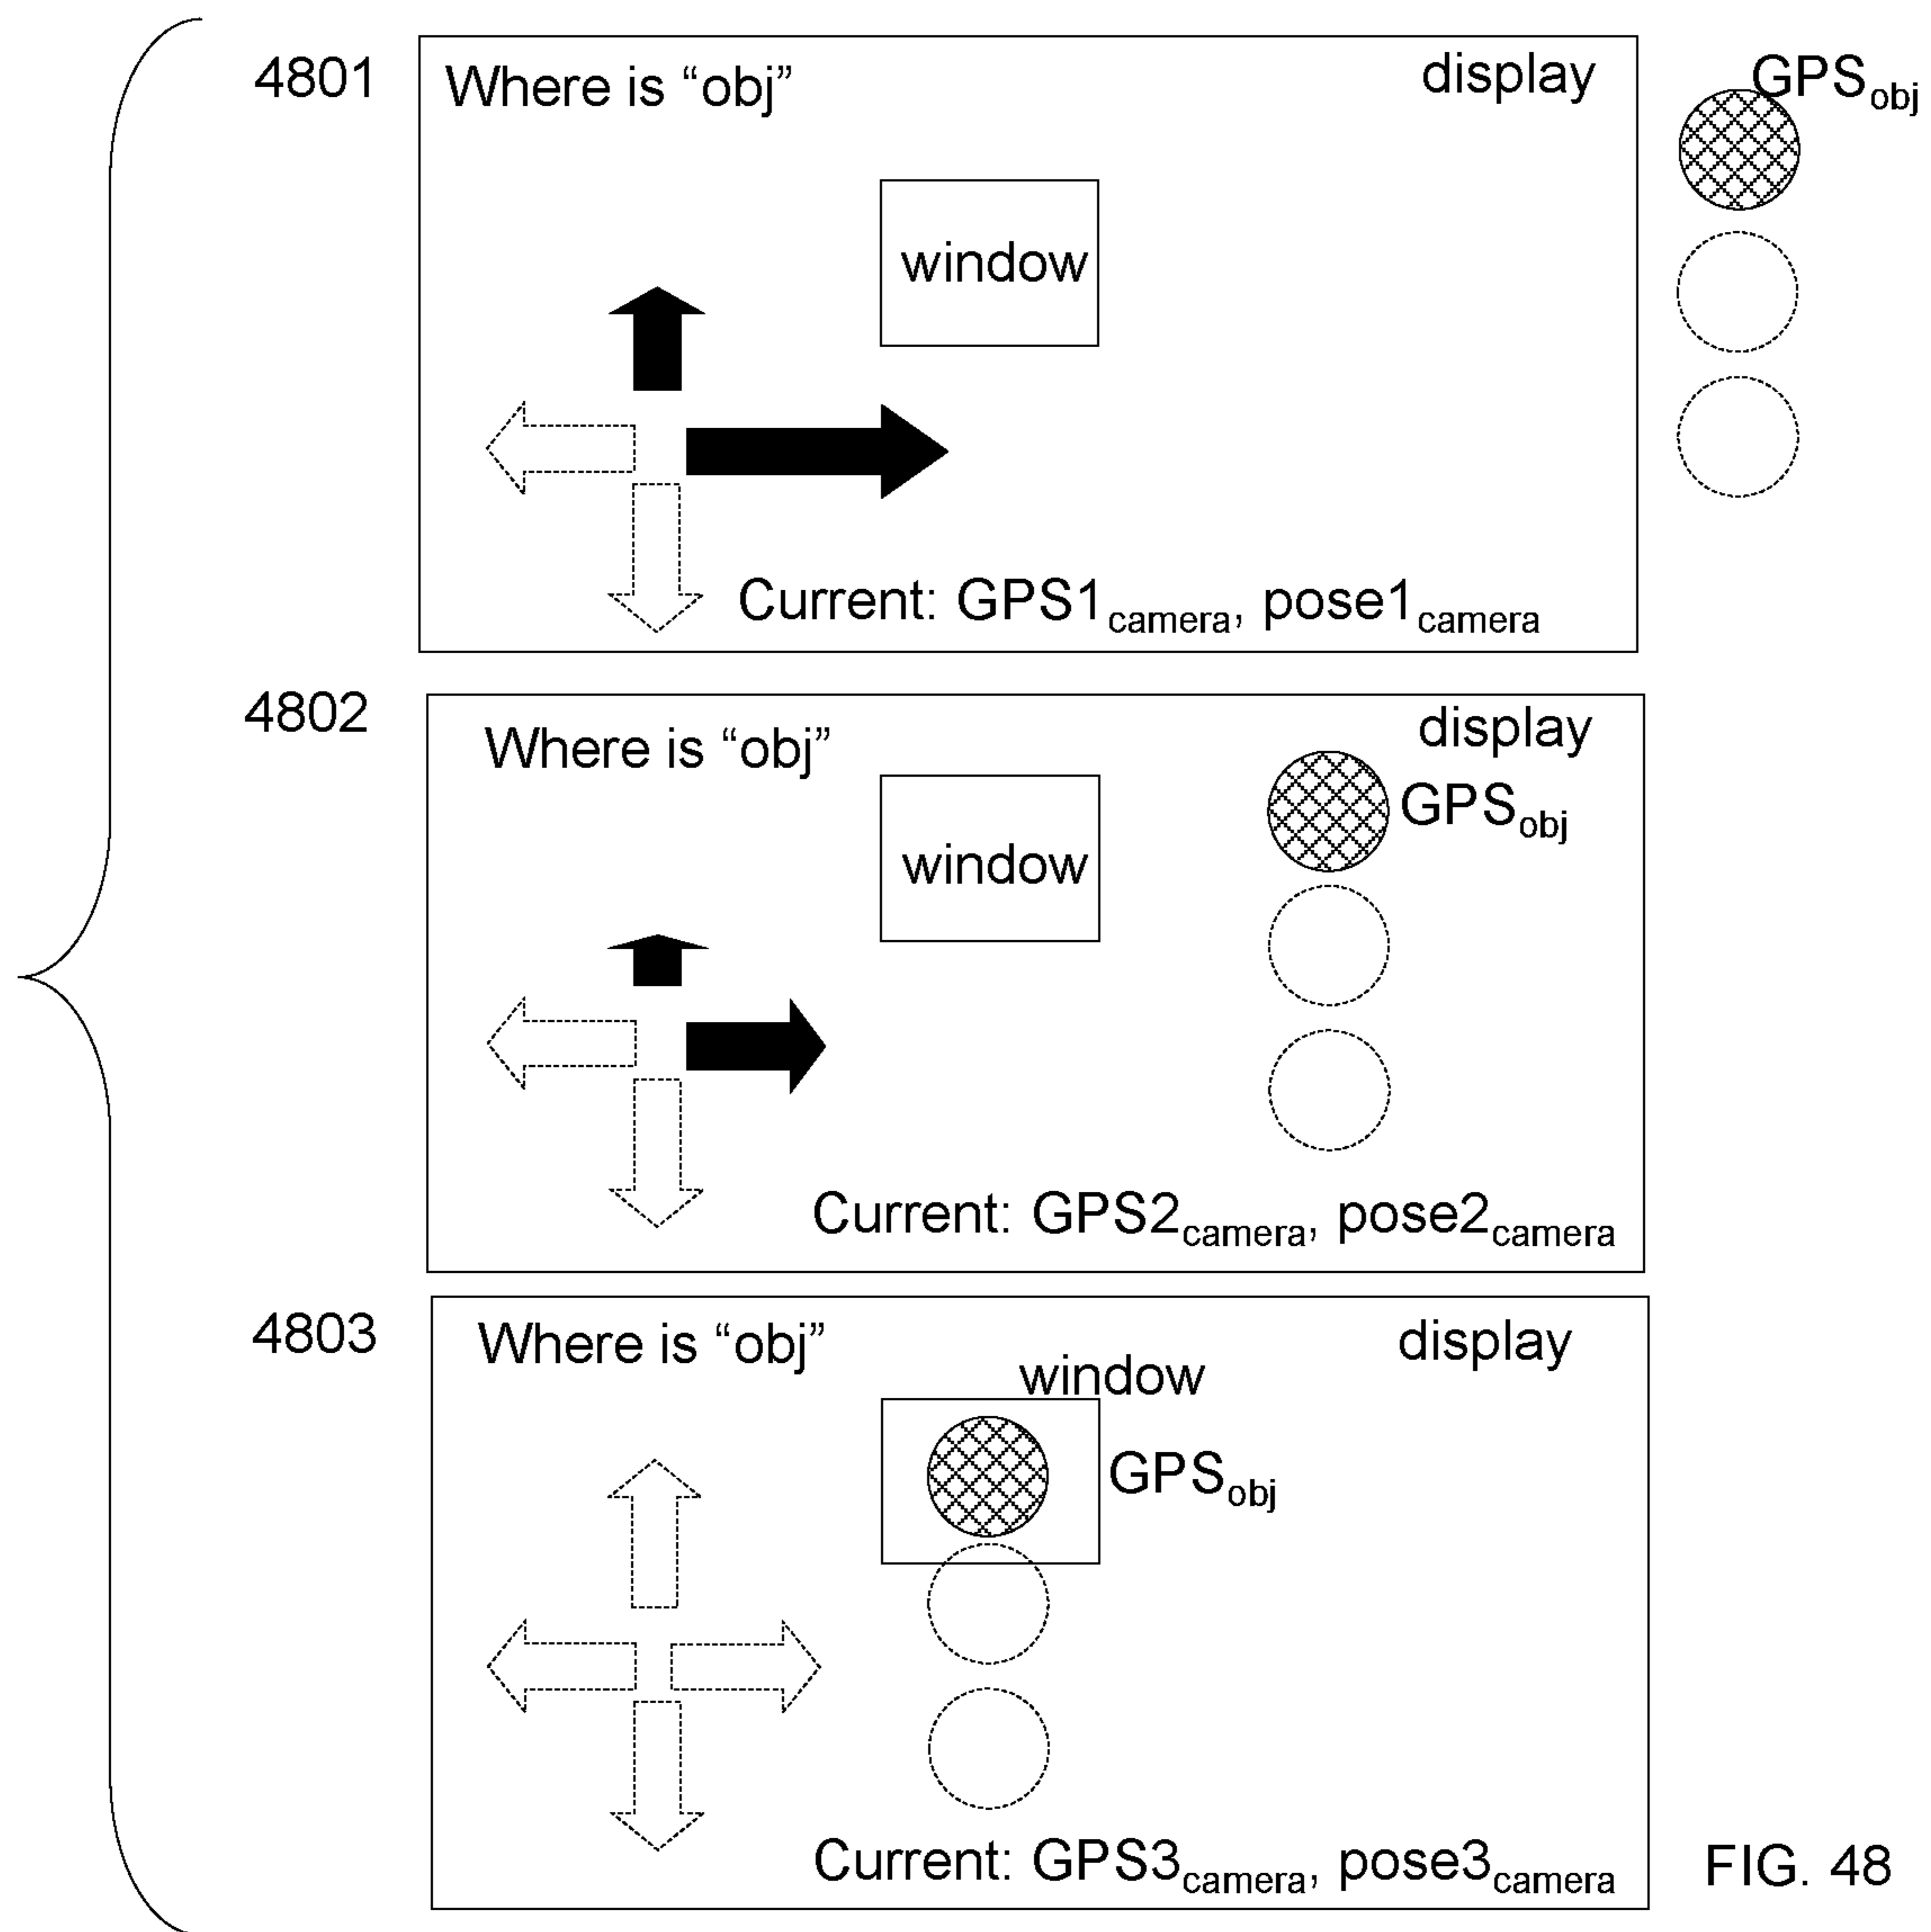 4801
Where is “obj”
display
GPSobj
window
Current: GPS1camera, pose1camera
4802
Where is “obj”
display
GPSobj
window
Current: GPS2camera, pose2camera
4803
Where is “obj”
display
window
GPSobj
Current: GPS3camera, pose3camera
FIG. 48